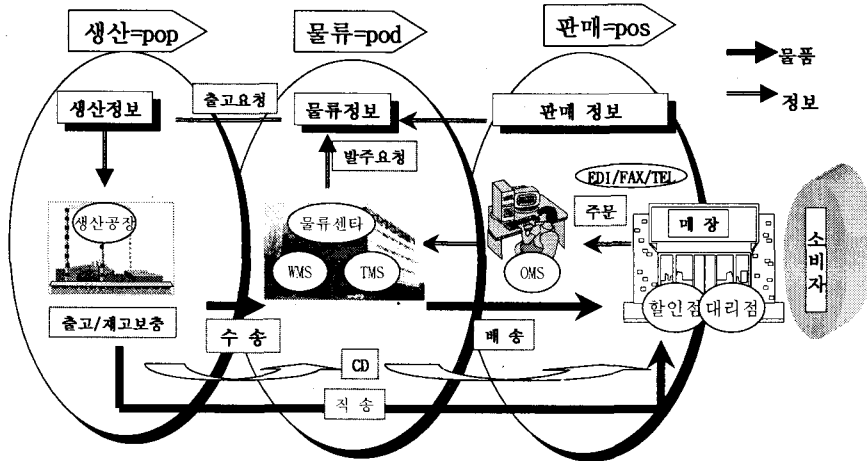 생산=pop
물류=pod
판매=pos
물품
정보
생산정보
출고요청
물류정보
판매 정보
발주요청
EDI/FAX/TEL
주문
매 장
소비자
생산공장
물류센타
WMS
TMS
OMS
할인점
대리점
출고/재고보충
수 송
배 송
CD
직 송